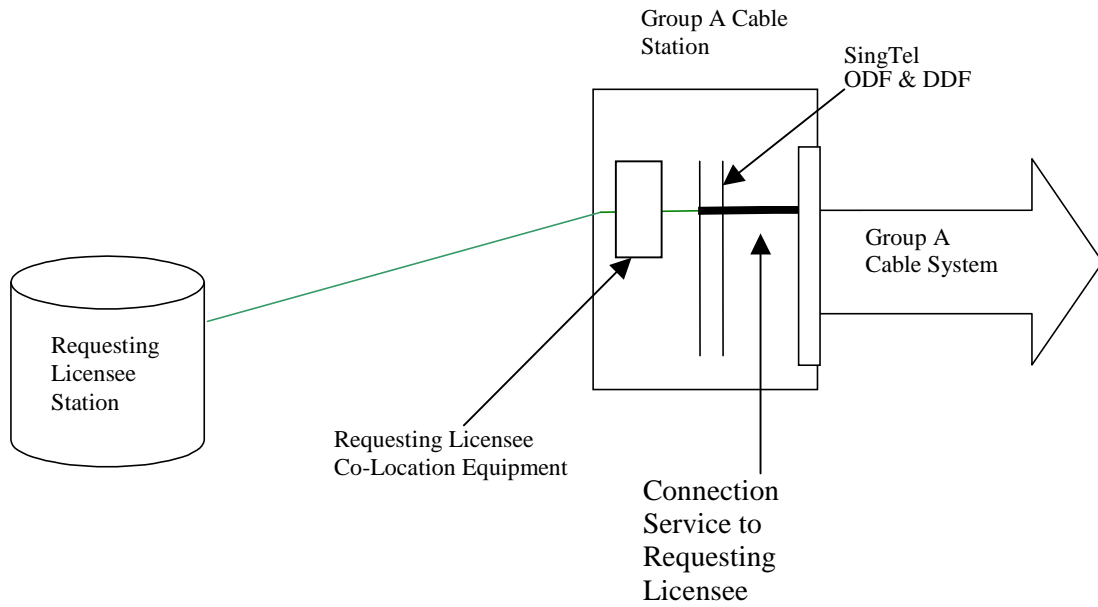 Group A Cable
Station
SingTel
ODF & DDF
Group A
Cable System
Requesting
Licensee
Station
Requesting Licensee
Co-Location Equipment
Connection
Service to
Requesting
Licensee